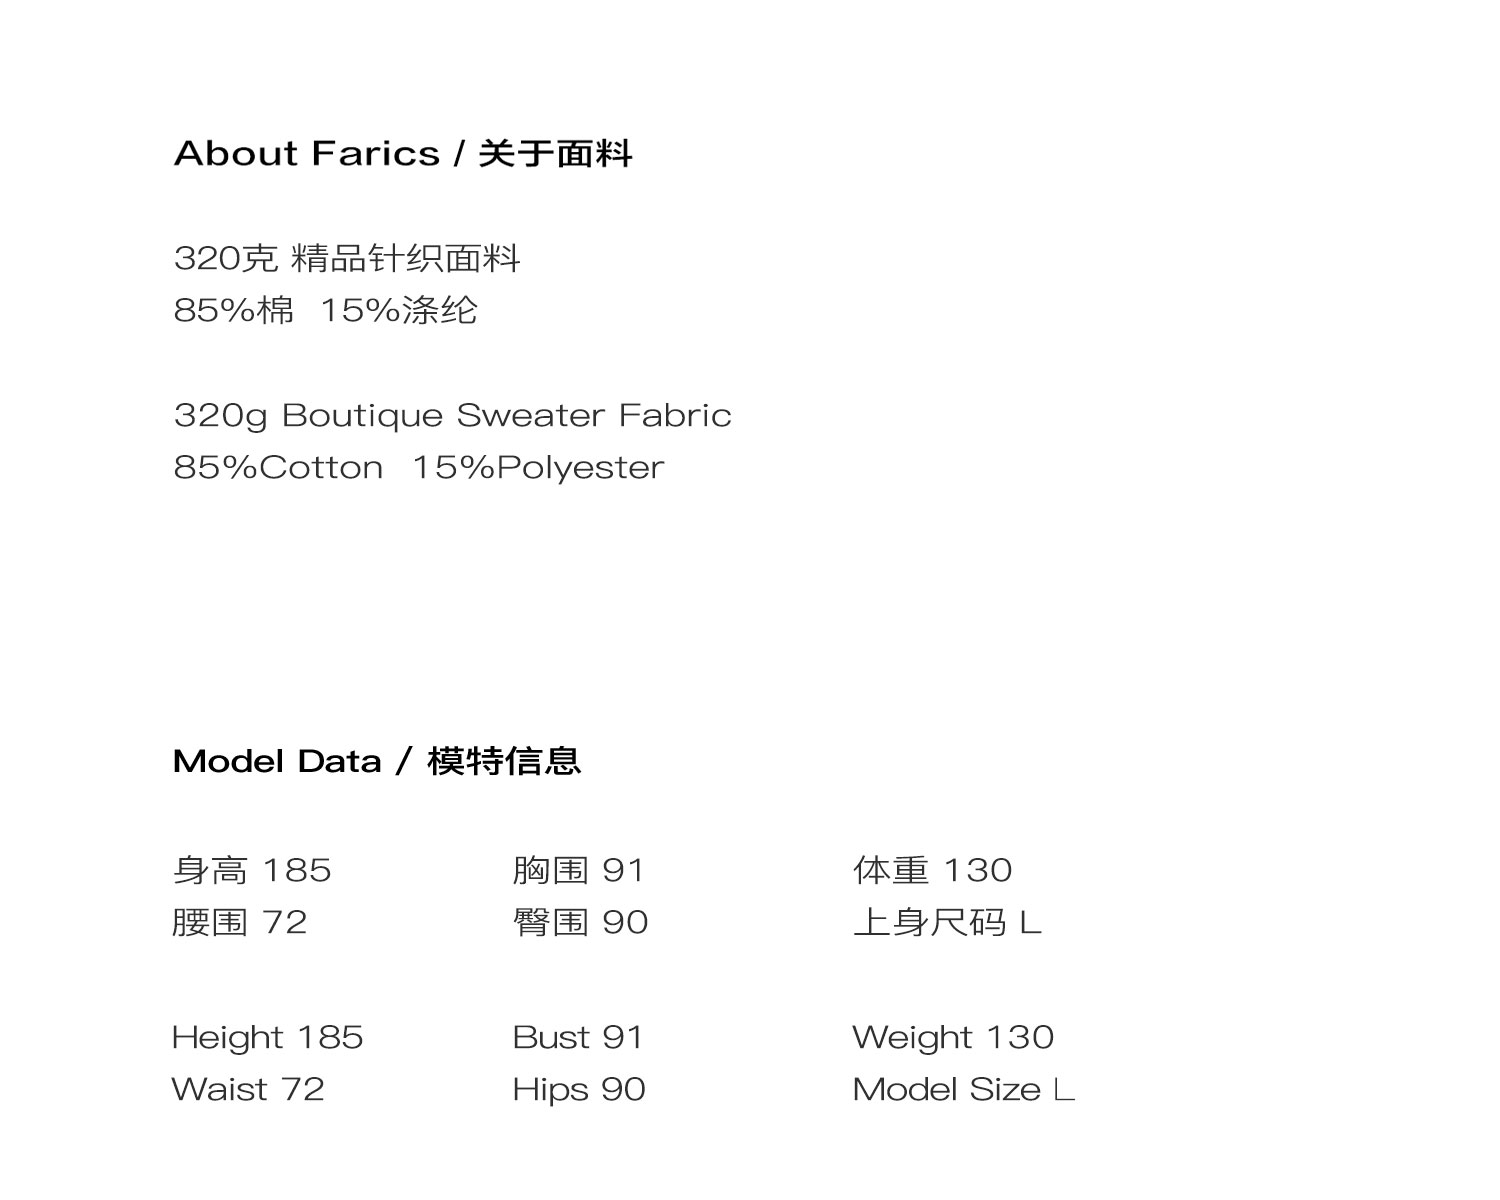 About Farics / 关于面料
320克 精品针织面料
85%棉 15%涤纶
320g Boutique Sweater Fabric
85%Cotton 15%Polyester
Model Data / 模特信息
身高 185 胸围 91 体重 130
腰围 72 臀围 90 上身尺码 L
Height 185 Bust 91 Weight 130
Waist 72 Hips 90 Model Size L